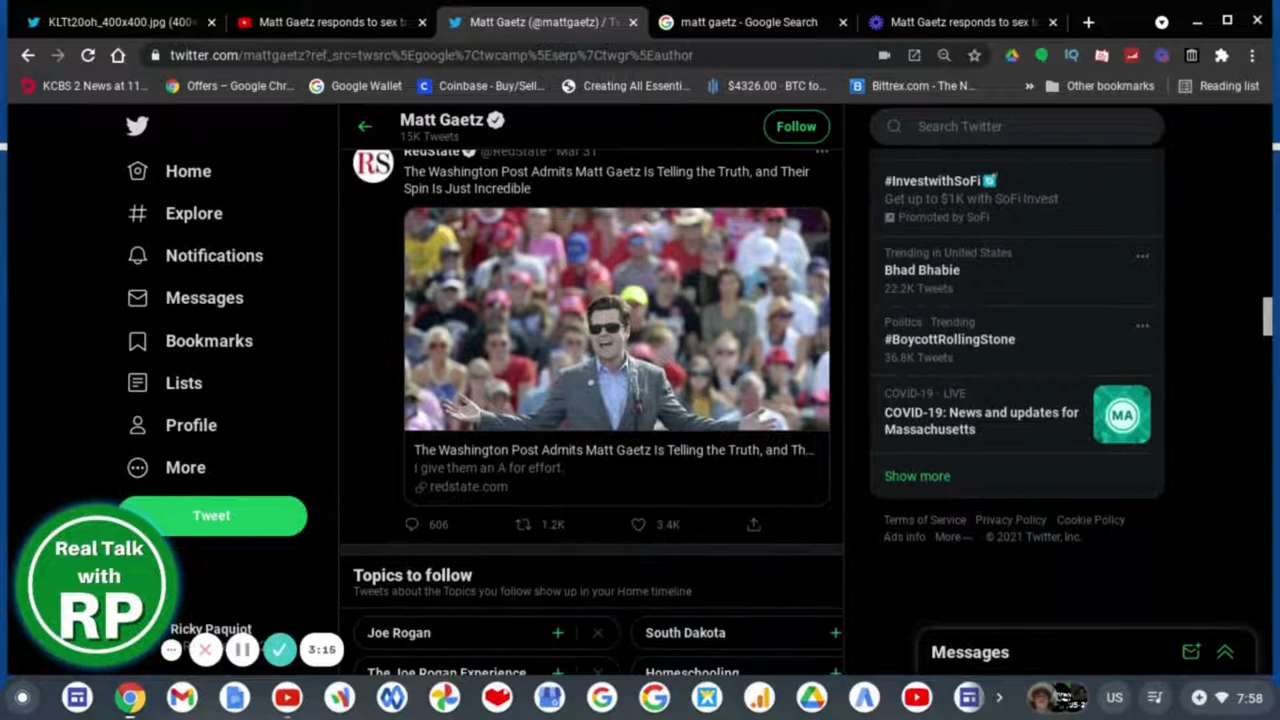 KLTt20oh_400x400.jpg (400×
Matt Gaetz responds to sex tr
Matt Gaetz (@mattgaetz) / Tw
matt gaetz - Google Search
Matt Gaetz responds to sex tr
twitter.com/mattgaetz?ref_src=twsrc%5Egoogle%7Ctwcamp%5Eserp%7Ctwgr%5Eauthor
KCBS 2 News at 11...
Offers – Google Chr...
Google Wallet
Coinbase - Buy/Sell...
Creating All Essenti...
$4326.00 · BTC to...
Bittrex.com - The N...
Other bookmarks
Reading list
Home
Explore
Notifications
Messages
Bookmarks
Lists
Profile
More
Tweet
Real Talk
with
RP
Ricky Paquiot
3:15
Matt Gaetz
15K Tweets
Follow
RedState @RedState · Mar 31
The Washington Post Admits Matt Gaetz Is Telling the Truth, and Their
Spin Is Just Incredible
The Washington Post Admits Matt Gaetz Is Telling the Truth, and Th...
I give them an A for effort.
redstate.com
606
1.2K
3.4K
Topics to follow
Tweets about the Topics you follow show up in your Home timeline
Joe Rogan
South Dakota
The Joe Rogan Experience
Homeschooling
Search Twitter
#InvestwithSoFi
Get up to $1K with SoFi Invest
Promoted by SoFi
Trending in United States
Bhad Bhabie
22.2K Tweets
Politics · Trending
#BoycottRollingStone
36.8K Tweets
COVID-19 · LIVE
COVID-19: News and updates for
Massachusetts
MA
Show more
Terms of Service Privacy Policy Cookie Policy
Ads info More © 2021 Twitter, Inc.
Messages
US
7:58